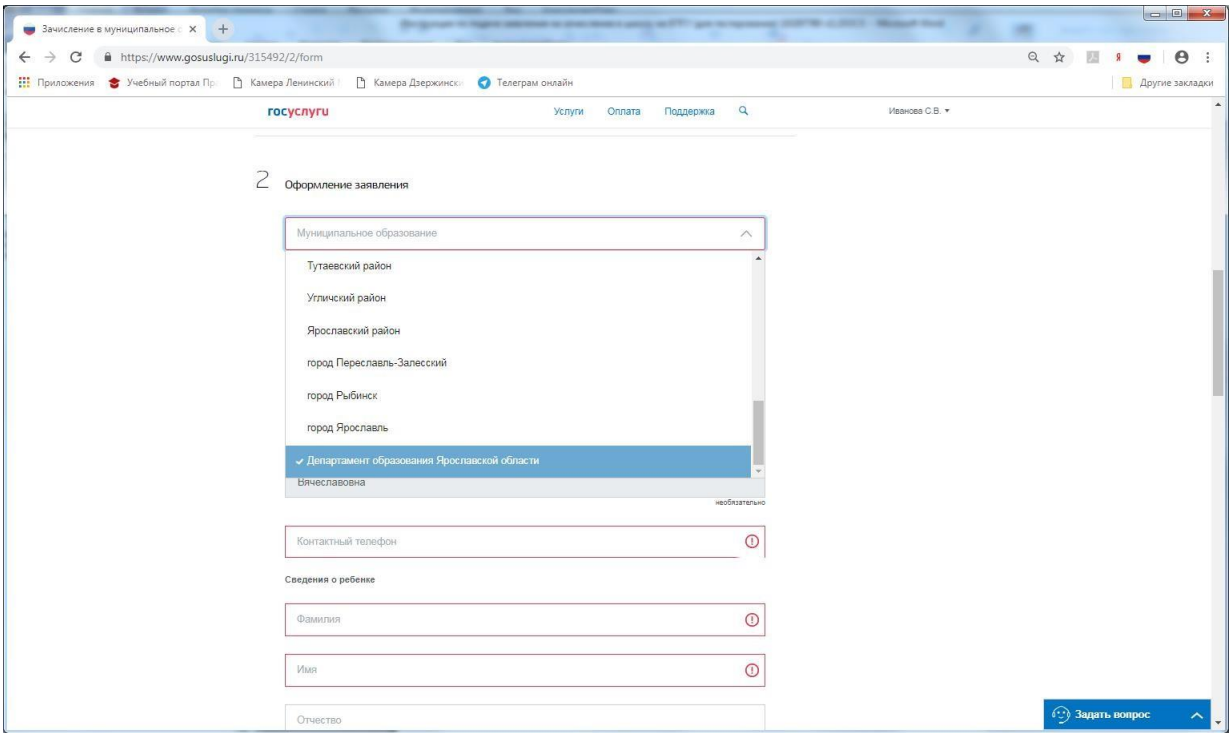 Зачисление в муниципальное с
https://www.gosuslugi.ru/315492/2/form
Приложения Учебный портал Пр Камера Ленинский Камера Дзержинск Телеграм онлайн Другие закладки
госуслуги Услуги Оплата Поддержка Иванова С.В.
2 Оформление заявления
Муниципальное образование
Тутаевский район
Угличский район
Ярославский район
город Переславль-Залесский
город Рыбинск
город Ярославль
Департамент образования Ярославской области
Вячеславовна
необязательно
Контактный телефон
Сведения о ребенке
Фамилия
Имя
Отчество
Задать вопрос